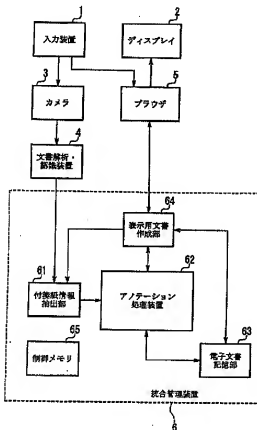 1
入力装置
2
ディスプレイ
3
カメラ
5
ブラウザ
4
文書解析・
認識装置
64
表示用文書
作成部
61
付箋紙情報
抽出部
62
アノテーション
処理装置
65
制御メモリ
63
電子文書
記憶部
統合管理装置
6